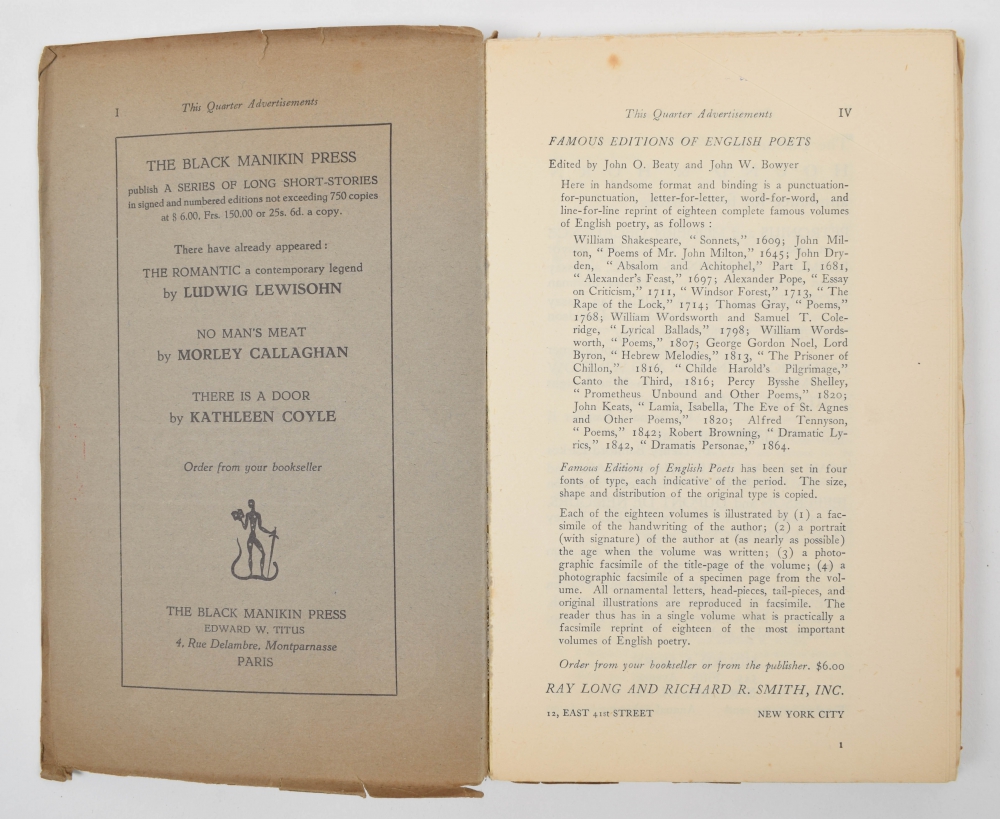 I
This Quarter Advertisements
THE BLACK MANIKIN PRESS
publish A SERIES OF LONG SHORT-STORIES
in signed and numbered editions not exceeding 750 copies
at $ 6.00. Frs. 150.00 or 25s. 6d. a copy.
There have already appeared :
THE ROMANTIC a contemporary legend
by LUDWIG LEWISOHN
NO MAN'S MEAT
by MORLEY CALLAGHAN
THERE IS A DOOR
by KATHLEEN COYLE
Order from your bookseller
THE BLACK MANIKIN PRESS
EDWARD W. TITUS
4. Rue Delambre. Montparnasse
PARIS
This Quarter Advertisements
IV
FAMOUS EDITIONS OF ENGLISH POETS
Edited by John O. Beaty and John W. Bowyer
Here in handsome format and binding is a punctuation-
for-punctuation, letter-for-letter, word-for-word, and
line-for-line reprint of eighteen complete famous volumes
of English poetry, as follows :
William Shakespeare, “ Sonnets,” 1609; John Mil-
ton, “ Poems of Mr. John Milton,” 1645; John Dry-
den, “ Absalom and Achitophel,” Part I, 1681,
“ Alexander's Feast,” 1697; Alexander Pope, “ Essay
on Criticism,” 1711, “ Windsor Forest,” 1713, “ The
Rape of the Lock,” 1714; Thomas Gray, “ Poems,”
1768; William Wordsworth and Samuel T. Cole-
ridge, “ Lyrical Ballads,” 1798; William Words-
worth, “ Poems,” 1807; George Gordon Noel, Lord
Byron, “ Hebrew Melodies,” 1813, “ The Prisoner of
Chillon,” 1816, “ Childe Harold's Pilgrimage,”
Canto the Third, 1816; Percy Bysshe Shelley,
“ Prometheus Unbound and Other Poems,” 1820;
John Keats, “ Lamia, Isabella, The Eve of St. Agnes
and Other Poems,” 1820; Alfred Tennyson,
“ Poems,” 1842; Robert Browning, “ Dramatic Ly-
rics,” 1842, “ Dramatis Personae,” 1864.
Famous Editions of English Poets has been set in four
fonts of type, each indicative of the period. The size,
shape and distribution of the original type is copied.
Each of the eighteen volumes is illustrated by (1) a fac-
simile of the handwriting of the author; (2) a portrait
(with signature) of the author at (as nearly as possible)
the age when the volume was written; (3) a photo-
graphic facsimile of the title-page of the volume; (4) a
photographic facsimile of a specimen page from the vol-
ume. All ornamental letters, head-pieces, tail-pieces, and
original illustrations are reproduced in facsimile. The
reader thus has in a single volume what is practically a
facsimile reprint of eighteen of the most important
volumes of English poetry.
Order from your bookseller or from the publisher. $6.00
RAY LONG AND RICHARD R. SMITH, INC.
12, EAST 41st STREET
NEW YORK CITY
1